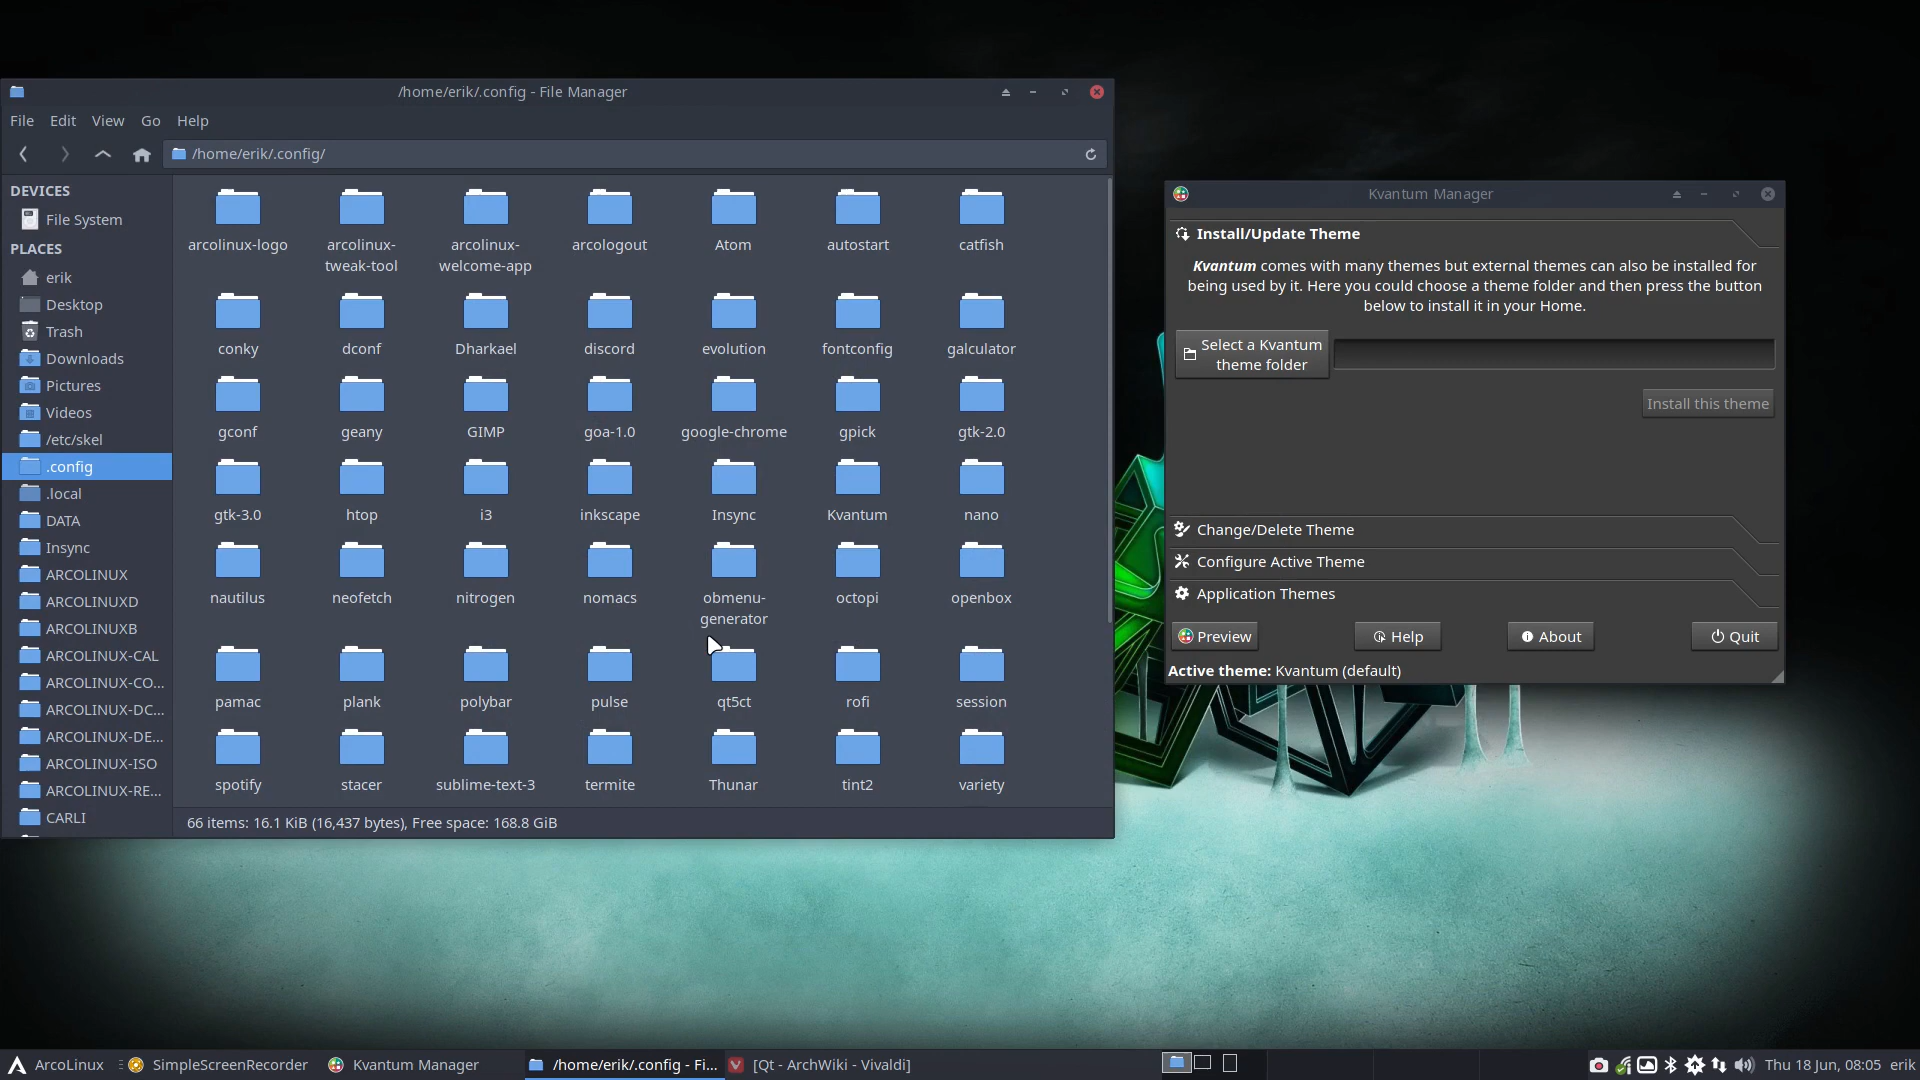 /home/erik/.config - File Manager
File Edit View Go Help
/home/erik/.config/
DEVICES
File System
PLACES
erik
Desktop
Trash
Downloads
Pictures
Videos
/etc/skel
.config
.local
DATA
Insync
ARCOLINUX
ARCOLINUXD
ARCOLINUXB
ARCOLINUX-CAL
ARCOLINUX-CO...
ARCOLINUX-DC...
ARCOLINUX-DE...
ARCOLINUX-ISO
ARCOLINUX-RE...
CARLI
arcolinux-logo
arcolinux-
tweak-tool
arcolinux-
welcome-app
arcologout
Atom
autostart
catfish
conky
dconf
Dharkael
discord
evolution
fontconfig
galculator
gconf
geany
GIMP
goa-1.0
google-chrome
gpick
gtk-2.0
gtk-3.0
htop
i3
inkscape
Insync
Kvantum
nano
nautilus
neofetch
nitrogen
nomacs
obmenu-
generator
octopi
openbox
pamac
plank
polybar
pulse
qt5ct
rofi
session
spotify
stacer
sublime-text-3
termite
Thunar
tint2
variety
66 items: 16.1 KiB (16,437 bytes), Free space: 168.8 GiB
Kvantum Manager
Install/Update Theme
Kvantum comes with many themes but external themes can also be installed for
being used by it. Here you could choose a theme folder and then press the button
below to install it in your Home.
Select a Kvantum
theme folder
Install this theme
Change/Delete Theme
Configure Active Theme
Application Themes
Preview
Help
About
Quit
Active theme: Kvantum (default)
ArcoLinux
SimpleScreenRecorder
Kvantum Manager
/home/erik/.config - Fi...
[Qt - ArchWiki - Vivaldi]
Thu 18 Jun, 08:05
erik